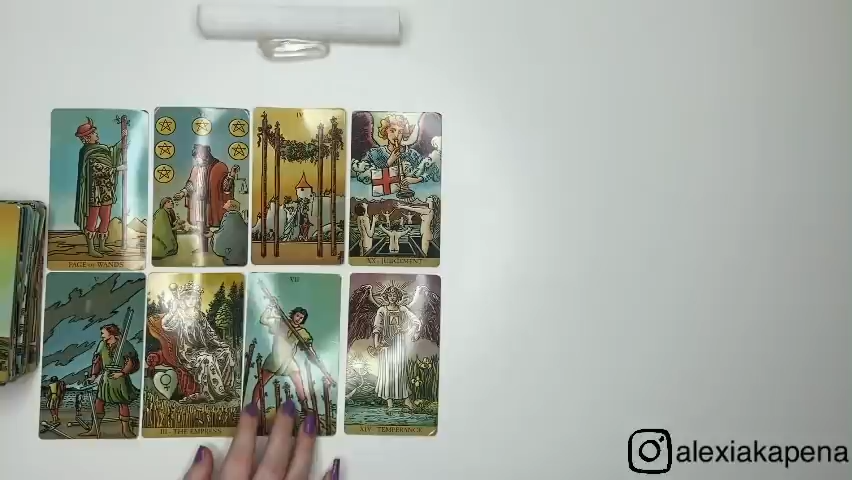 IV
PAGE of WANDS
XX · JUDGEMENT
VII
III · THE EMPRESS
XIV · TEMPERANCE
alexiakapena